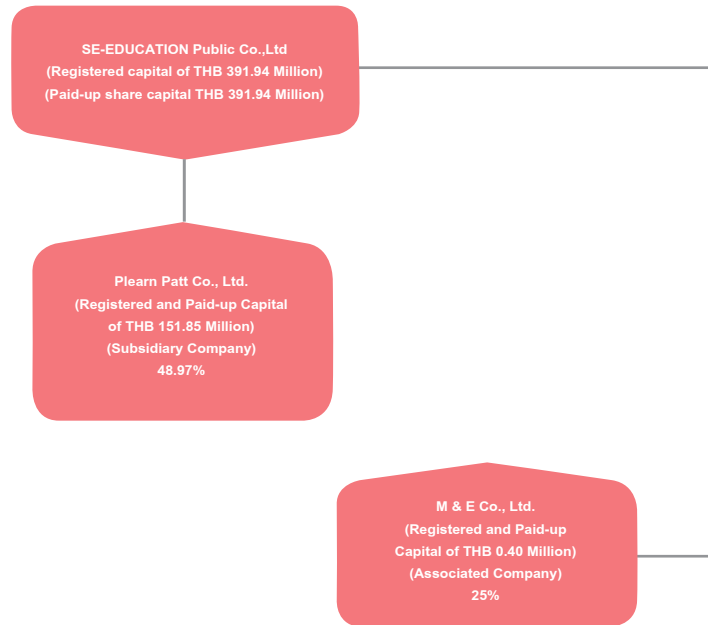 SE-EDUCATION Public Co.,Ltd
(Registered capital of THB 391.94 Million)
(Paid-up share capital THB 391.94 Million)
Plearn Patt Co., Ltd.
(Registered and Paid-up Capital
of THB 151.85 Million)
(Subsidiary Company)
48.97%
M & E Co., Ltd.
(Registered and Paid-up
Capital of THB 0.40 Million)
(Associated Company)
25%